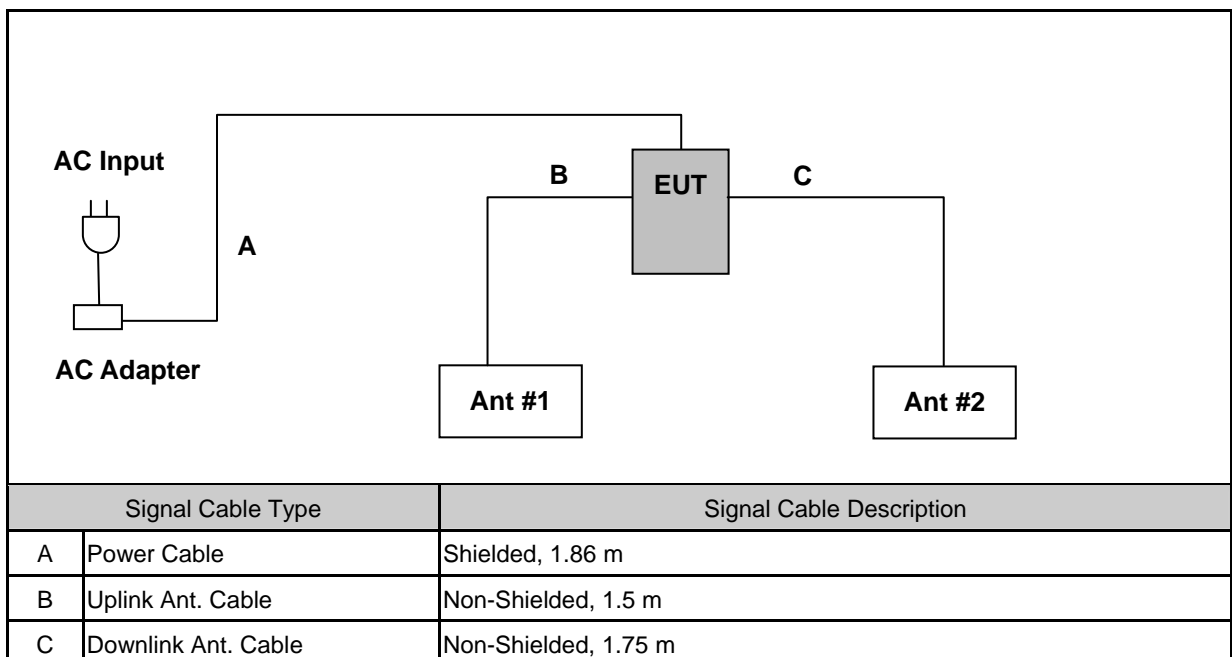 AC Input
B
EUT
C
A
AC Adapter
Ant #1
Ant #2
Signal Cable Type Signal Cable Description
A Power Cable Shielded, 1.86 m
B Uplink Ant. Cable Non-Shielded, 1.5 m
C Downlink Ant. Cable Non-Shielded, 1.75 m